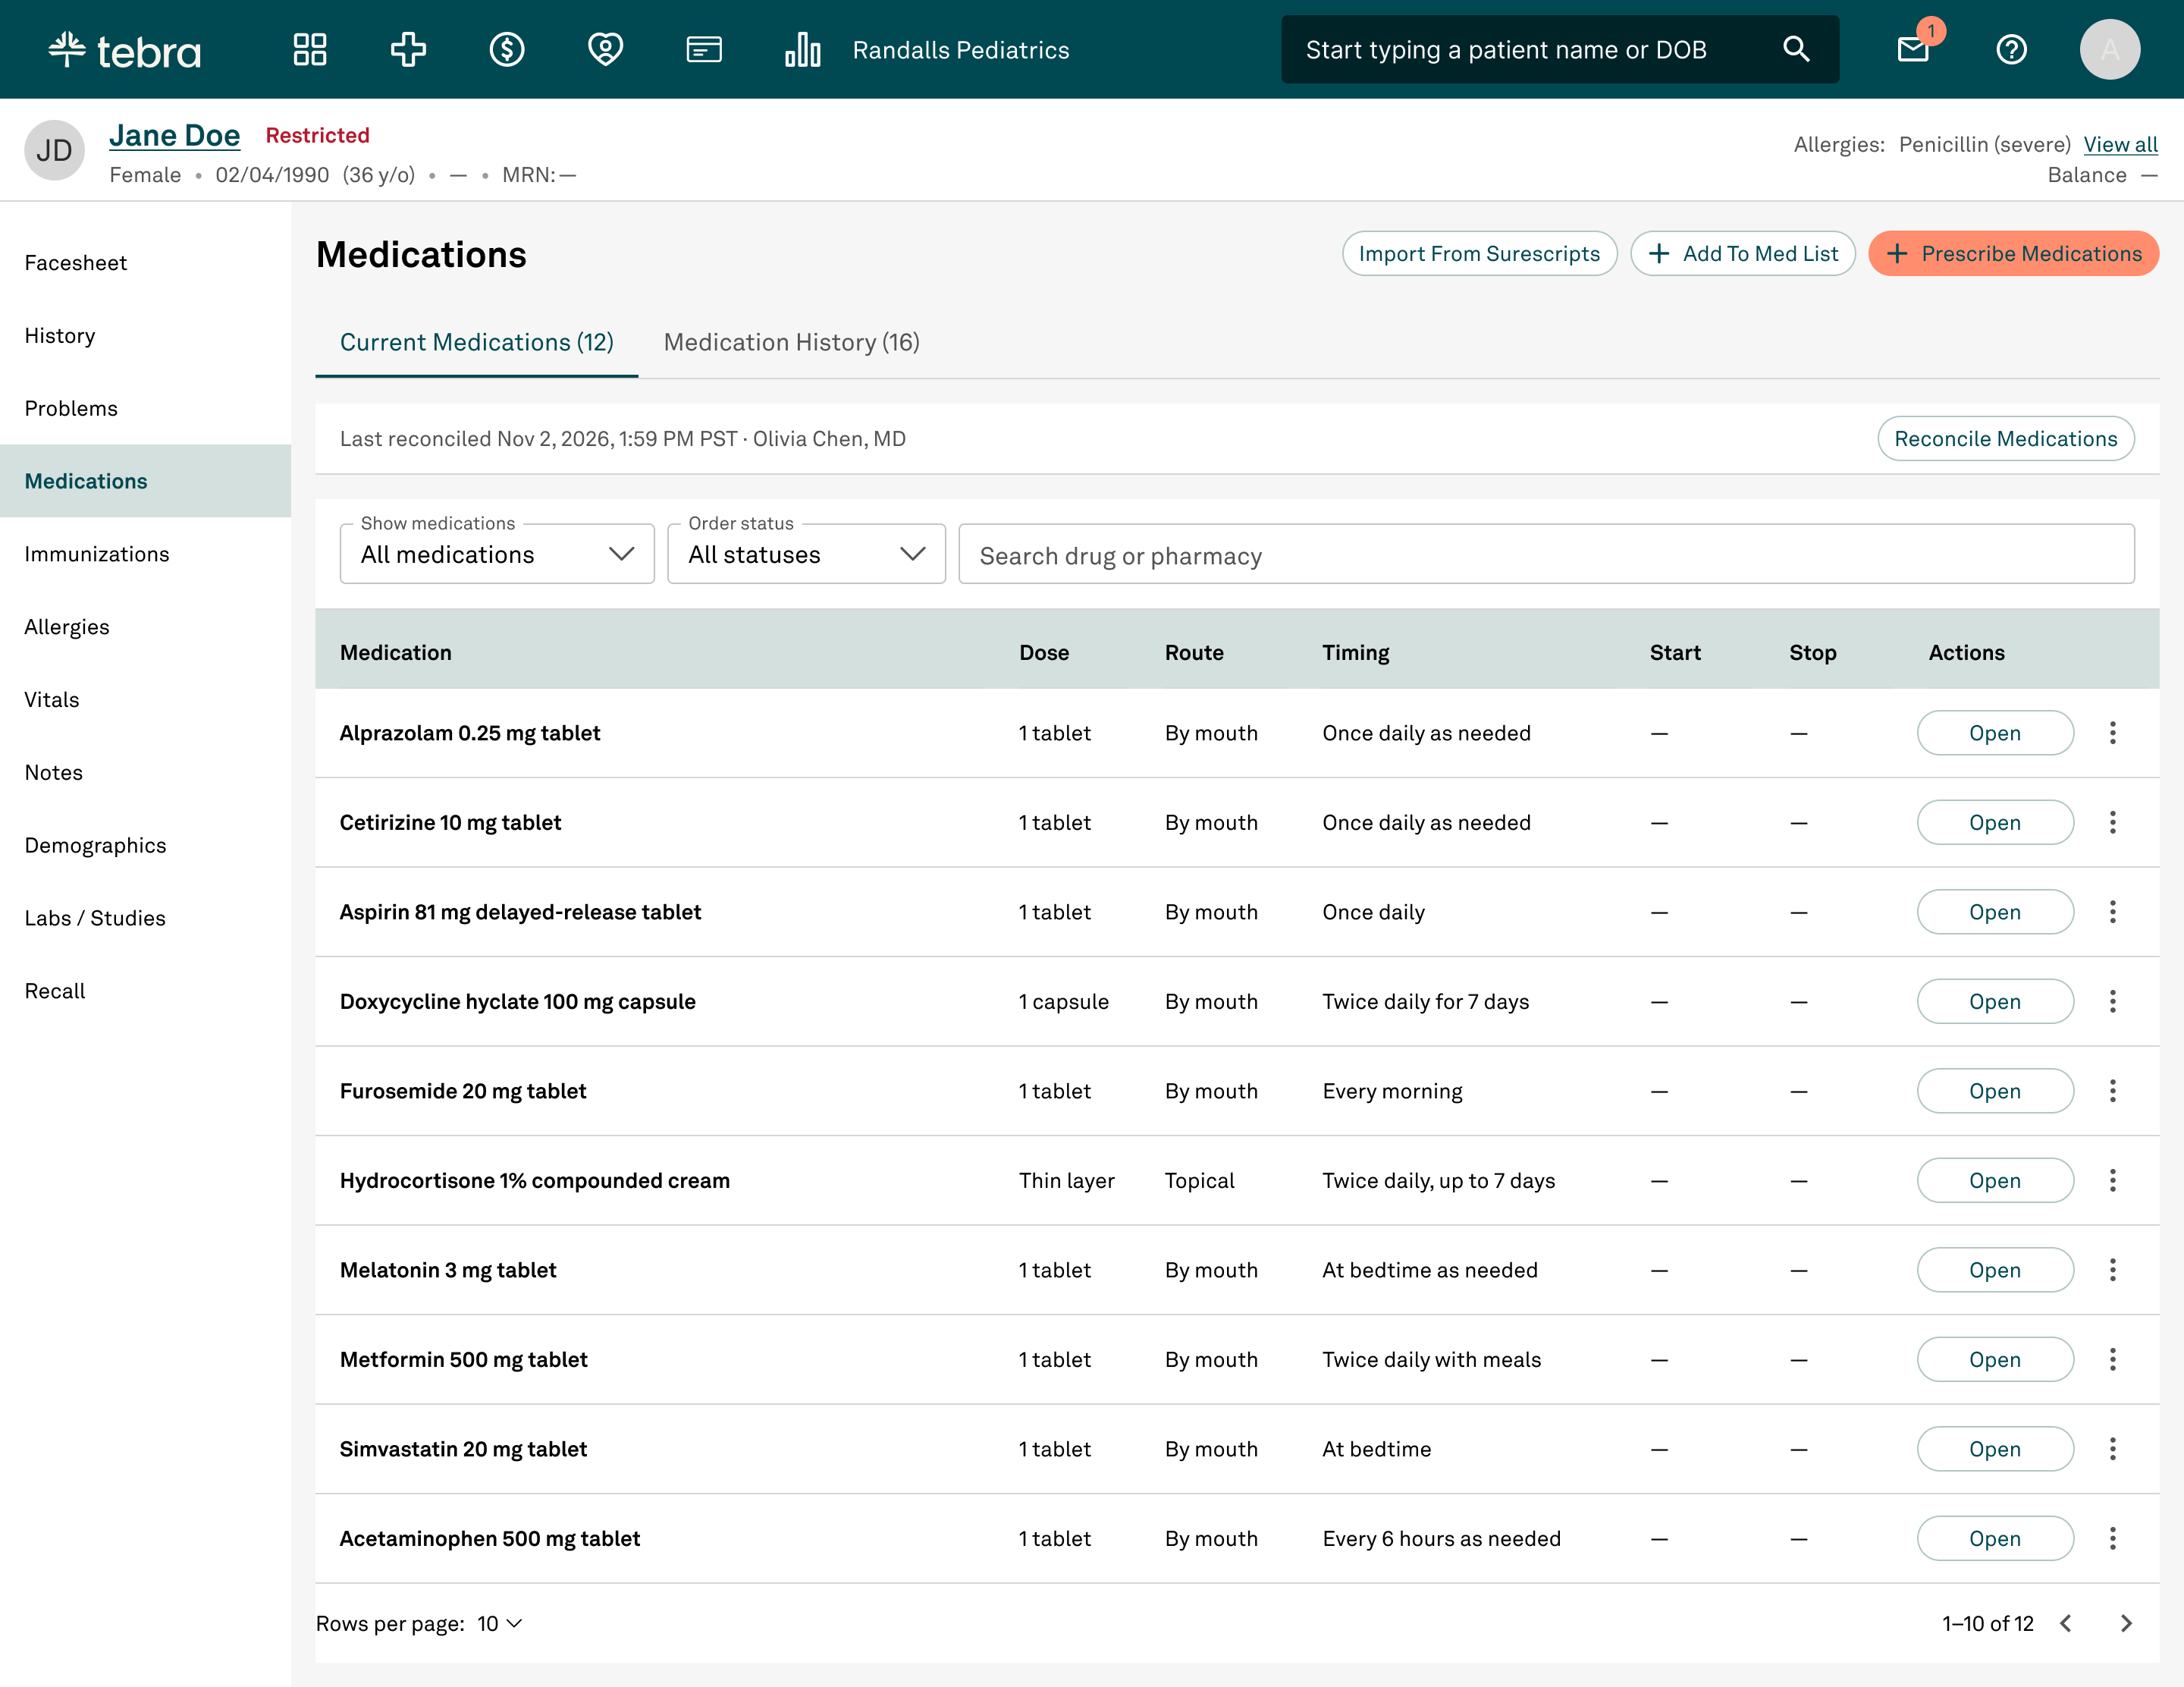 tebra
Randalls Pediatrics
Start typing a patient name or DOB
1
A
JD
Jane Doe Restricted
Female • 02/04/1990 (36 y/o) • — • MRN: —
Allergies: Penicillin (severe) View all
Balance —
Facesheet
History
Problems
Medications
Immunizations
Allergies
Vitals
Notes
Demographics
Labs / Studies
Recall
Medications
Import From Surescripts
+ Add To Med List
+ Prescribe Medications
Current Medications (12) Medication History (16)
Last reconciled Nov 2, 2026, 1:59 PM PST · Olivia Chen, MD
Reconcile Medications
Show medications
All medications
Order status
All statuses
Search drug or pharmacy
Medication Dose Route Timing Start Stop Actions
Alprazolam 0.25 mg tablet 1 tablet By mouth Once daily as needed — — Open
Cetirizine 10 mg tablet 1 tablet By mouth Once daily as needed — — Open
Aspirin 81 mg delayed-release tablet 1 tablet By mouth Once daily — — Open
Doxycycline hyclate 100 mg capsule 1 capsule By mouth Twice daily for 7 days — — Open
Furosemide 20 mg tablet 1 tablet By mouth Every morning — — Open
Hydrocortisone 1% compounded cream Thin layer Topical Twice daily, up to 7 days — — Open
Melatonin 3 mg tablet 1 tablet By mouth At bedtime as needed — — Open
Metformin 500 mg tablet 1 tablet By mouth Twice daily with meals — — Open
Simvastatin 20 mg tablet 1 tablet By mouth At bedtime — — Open
Acetaminophen 500 mg tablet 1 tablet By mouth Every 6 hours as needed — — Open
Rows per page: 10
1–10 of 12